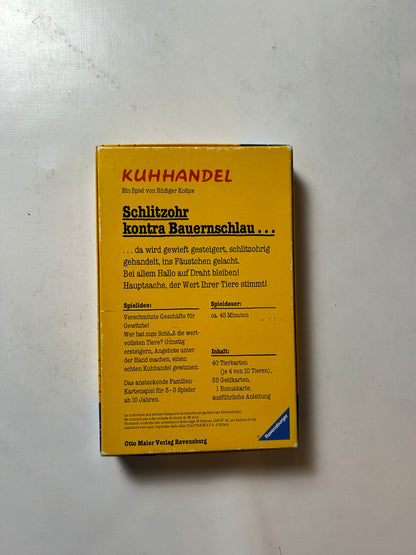 KUHHANDEL
Ein Spiel von Rüdiger Koltze
Schlitzohr
kontra Bauernschlau...
...da wird gewieft gesteigert, schlitzohrig
gehandelt, ins Fäustchen gelacht.
Bei allem Hallo auf Draht bleiben!
Hauptsache, der Wert Ihrer Tiere stimmt!
Spielidee:
Verschmitzte Geschäfte für
Gewitzte!
Wer hat zum Schluß die wert-
vollsten Tiere? Günstig
ersteigern, Angebote unter
der Hand machen, einen
echten Kuhhandel gewinnen.
Das ansteckende Familien-
Kartenspiel für 3–5 Spieler
ab 10 Jahren.
Spieldauer:
ca. 45 Minuten
Inhalt:
40 Tierkarten
(je 4 von 10 Tieren),
55 Geldkarten,
1 Bonuskarte,
ausführliche Anleitung
Otto Maier Verlag Ravensburg
Ravensburger